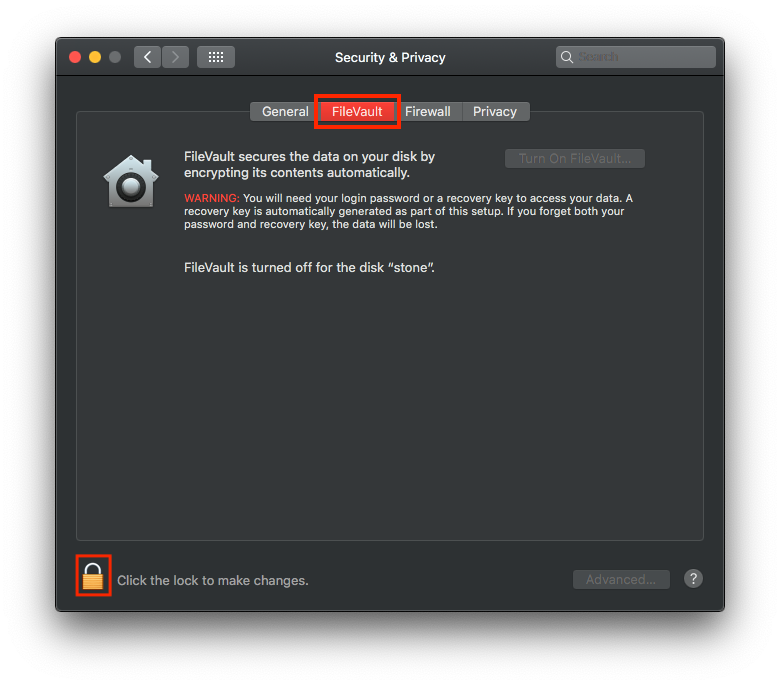 Security & Privacy
Search
General FileVault Firewall Privacy
FileVault secures the data on your disk by
encrypting its contents automatically.
Turn On FileVault...
WARNING: You will need your login password or a recovery key to access your data. A
recovery key is automatically generated as part of this setup. If you forget both your
password and recovery key, the data will be lost.
FileVault is turned off for the disk “stone”.
Click the lock to make changes.
Advanced...
?